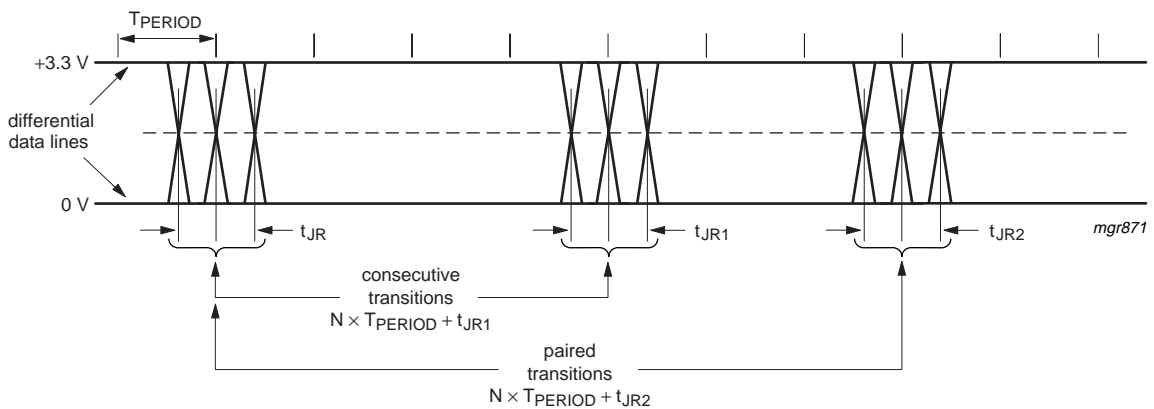 TPERIOD
+3.3 V
differential
data lines
0 V
tJR
tJR1
tJR2
mgr871
consecutive
transitions
N × TPERIOD + tJR1
paired
transitions
N × TPERIOD + tJR2